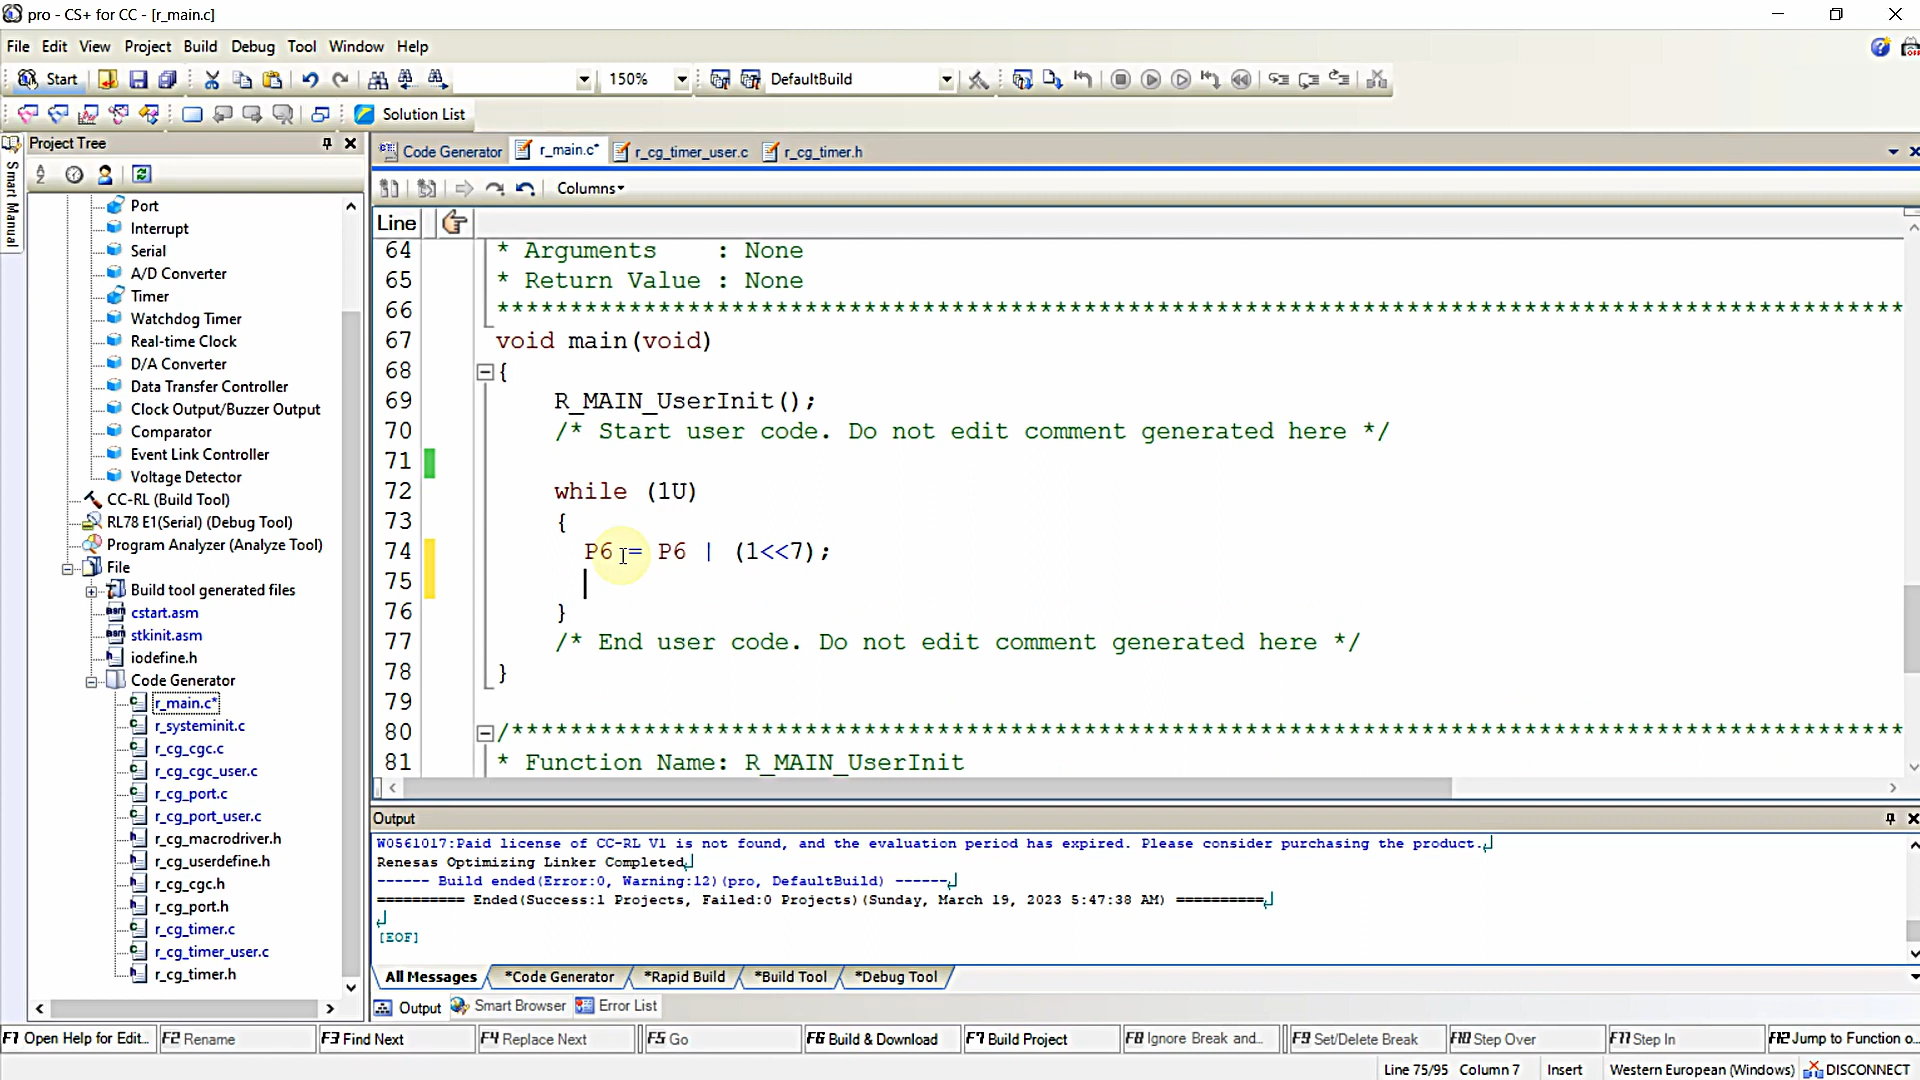 pro - CS+ for CC - [r_main.c]
File Edit View Project Build Debug Tool Window Help
Start 150% DefaultBuild
Solution List
Project Tree
Smart Manual
Port
Interrupt
Serial
A/D Converter
Timer
Watchdog Timer
Real-time Clock
D/A Converter
Data Transfer Controller
Clock Output/Buzzer Output
Comparator
Event Link Controller
Voltage Detector
CC-RL (Build Tool)
RL78 E1(Serial) (Debug Tool)
Program Analyzer (Analyze Tool)
File
Build tool generated files
cstart.asm
stkinit.asm
iodefine.h
Code Generator
r_main.c*
r_systeminit.c
r_cg_cgc.c
r_cg_cgc_user.c
r_cg_port.c
r_cg_port_user.c
r_cg_macrodriver.h
r_cg_userdefine.h
r_cg_cgc.h
r_cg_port.h
r_cg_timer.c
r_cg_timer_user.c
r_cg_timer.h
Code Generator r_main.c* r_cg_timer_user.c r_cg_timer.h
Columns
Line
64 * Arguments : None
65 * Return Value : None
66 ************************************************************************************************
67 void main(void)
68 {
69 R_MAIN_UserInit();
70 /* Start user code. Do not edit comment generated here */
71
72 while (1U)
73 {
74 P6 = P6 | (1<<7);
75
76 }
77 /* End user code. Do not edit comment generated here */
78 }
79
80 /***********************************************************************************************
81 * Function Name: R_MAIN_UserInit
Output
W0561017:Paid license of CC-RL V1 is not found, and the evaluation period has expired. Please consider purchasing the product.
Renesas Optimizing Linker Completed
------ Build ended(Error:0, Warning:12)(pro, DefaultBuild) ------
========== Ended(Success:1 Projects, Failed:0 Projects)(Sunday, March 19, 2023 5:47:38 AM) ==========
[EOF]
All Messages *Code Generator *Rapid Build *Build Tool *Debug Tool
Output Smart Browser Error List
F1 Open Help for Edit... F2 Rename F3 Find Next F4 Replace Next F5 Go F6 Build & Download F7 Build Project F8 Ignore Break and... F9 Set/Delete Break F10 Step Over F11 Step In F12 Jump to Function o...
Line 75/95 Column 7 Insert Western European (Windows) DISCONNECT